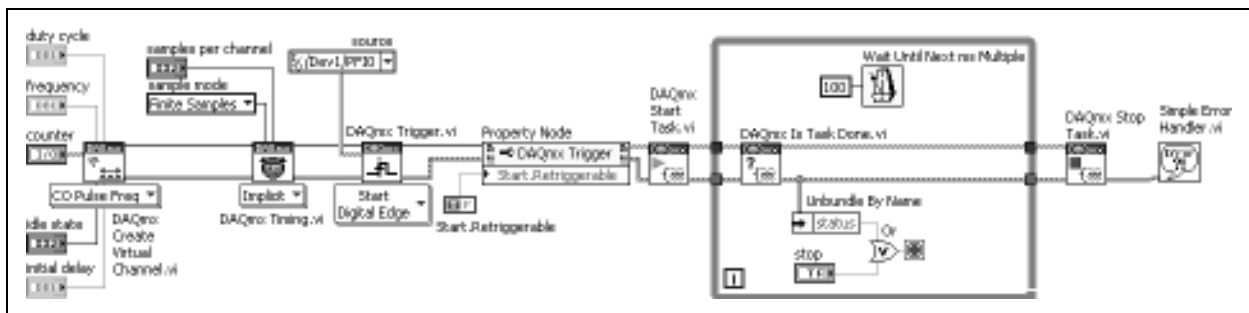 duty cycle
frequency
counter
I70
CO Pulse Freq
idle state
initial delay
DAQmx
Create
Virtual
Channel.vi
samples per channel
sample mode
Finite Samples
Implicit
DAQmx Timing.vi
source
Dev1/PFI0
DAQmx Trigger.vi
Start
Digital Edge
Property Node
DAQmx Trigger
Start.Retriggerable
Start.Retriggerable
DAQmx
Start
Task.vi
Wait Until Next ms Multiple
100
DAQmx Is Task Done.vi
?
Unbundle By Name
status
Or
stop
TF
i
DAQmx Stop
Task.vi
Simple Error
Handler.vi